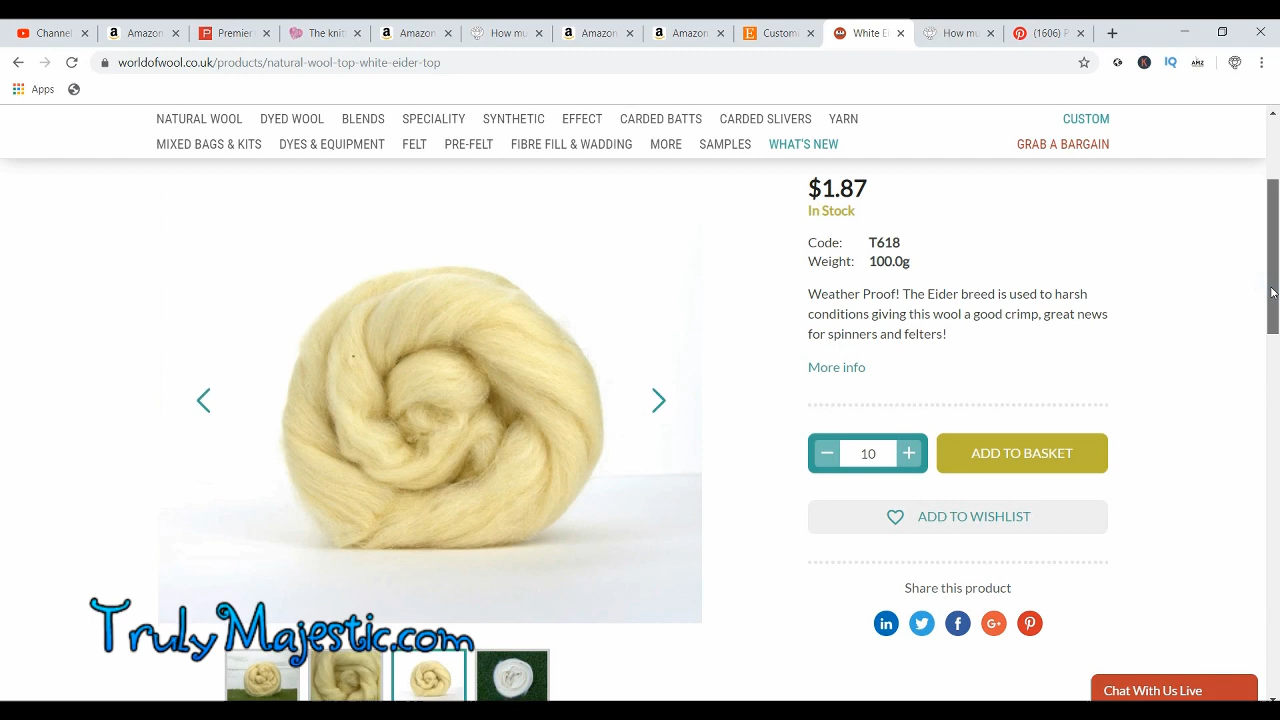 Channel
Amazon
Premier
The knit
Amazon
How mu
Amazon
Amazon
Custom
White Ei
How mu
(1606) P
worldofwool.co.uk/products/natural-wool-top-white-eider-top
K IQ AMZ
Apps
NATURAL WOOL DYED WOOL BLENDS SPECIALITY SYNTHETIC EFFECT CARDED BATTS CARDED SLIVERS YARN CUSTOM
MIXED BAGS & KITS DYES & EQUIPMENT FELT PRE-FELT FIBRE FILL & WADDING MORE SAMPLES WHAT'S NEW GRAB A BARGAIN
$1.87
In Stock
Code: T618
Weight: 100.0g
Weather Proof! The Eider breed is used to harsh
conditions giving this wool a good crimp, great news
for spinners and felters!
More info
10
ADD TO BASKET
ADD TO WISHLIST
Share this product
TrulyMajestic.com
Chat With Us Live